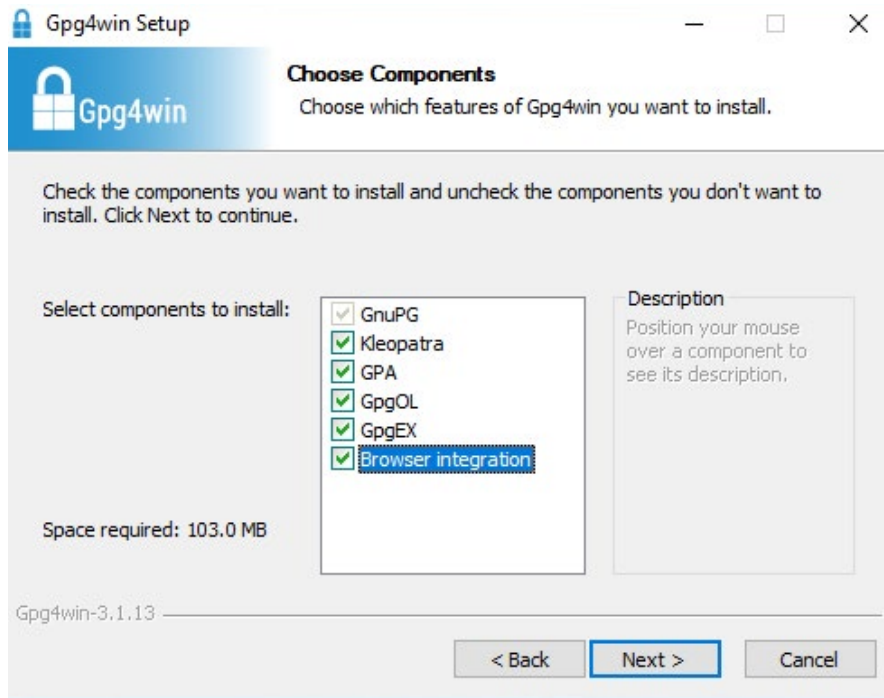 Gpg4win Setup
Gpg4win
Choose Components
Choose which features of Gpg4win you want to install.
Check the components you want to install and uncheck the components you don't want to
install. Click Next to continue.
Select components to install:
GnuPG
Kleopatra
GPA
GpgOL
GpgEX
Browser integration
Description
Position your mouse
over a component to
see its description.
Space required: 103.0 MB
Gpg4win-3.1.13
< Back
Next >
Cancel